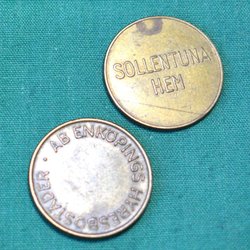 SOLLENTUNA
HEM
AB ENKÖPINGS HYRESBOSTÄDER ·